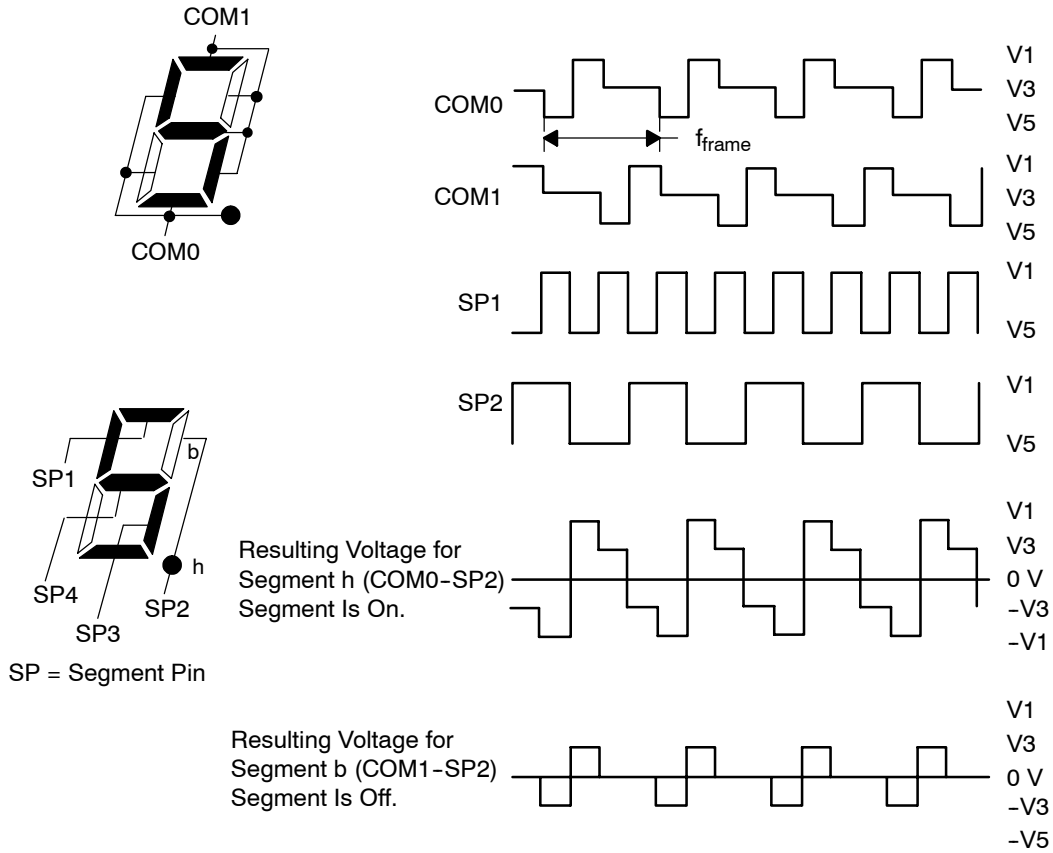 COM1
COM0
COM0
f_frame
V1
V3
V5
COM1
V1
V3
V5
SP1
V1
V5
SP2
V1
V5
SP1
b
SP4
SP3
SP2
h
SP = Segment Pin
Resulting Voltage for
Segment h (COM0-SP2)
Segment Is On.
V1
V3
0 V
-V3
-V1
Resulting Voltage for
Segment b (COM1-SP2)
Segment Is Off.
V1
V3
0 V
-V3
-V5